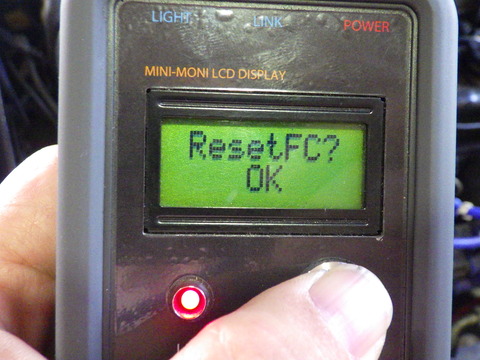 LIGHT LINK POWER
MINI-MONI LCD DISPLAY
ResetFC?
OK